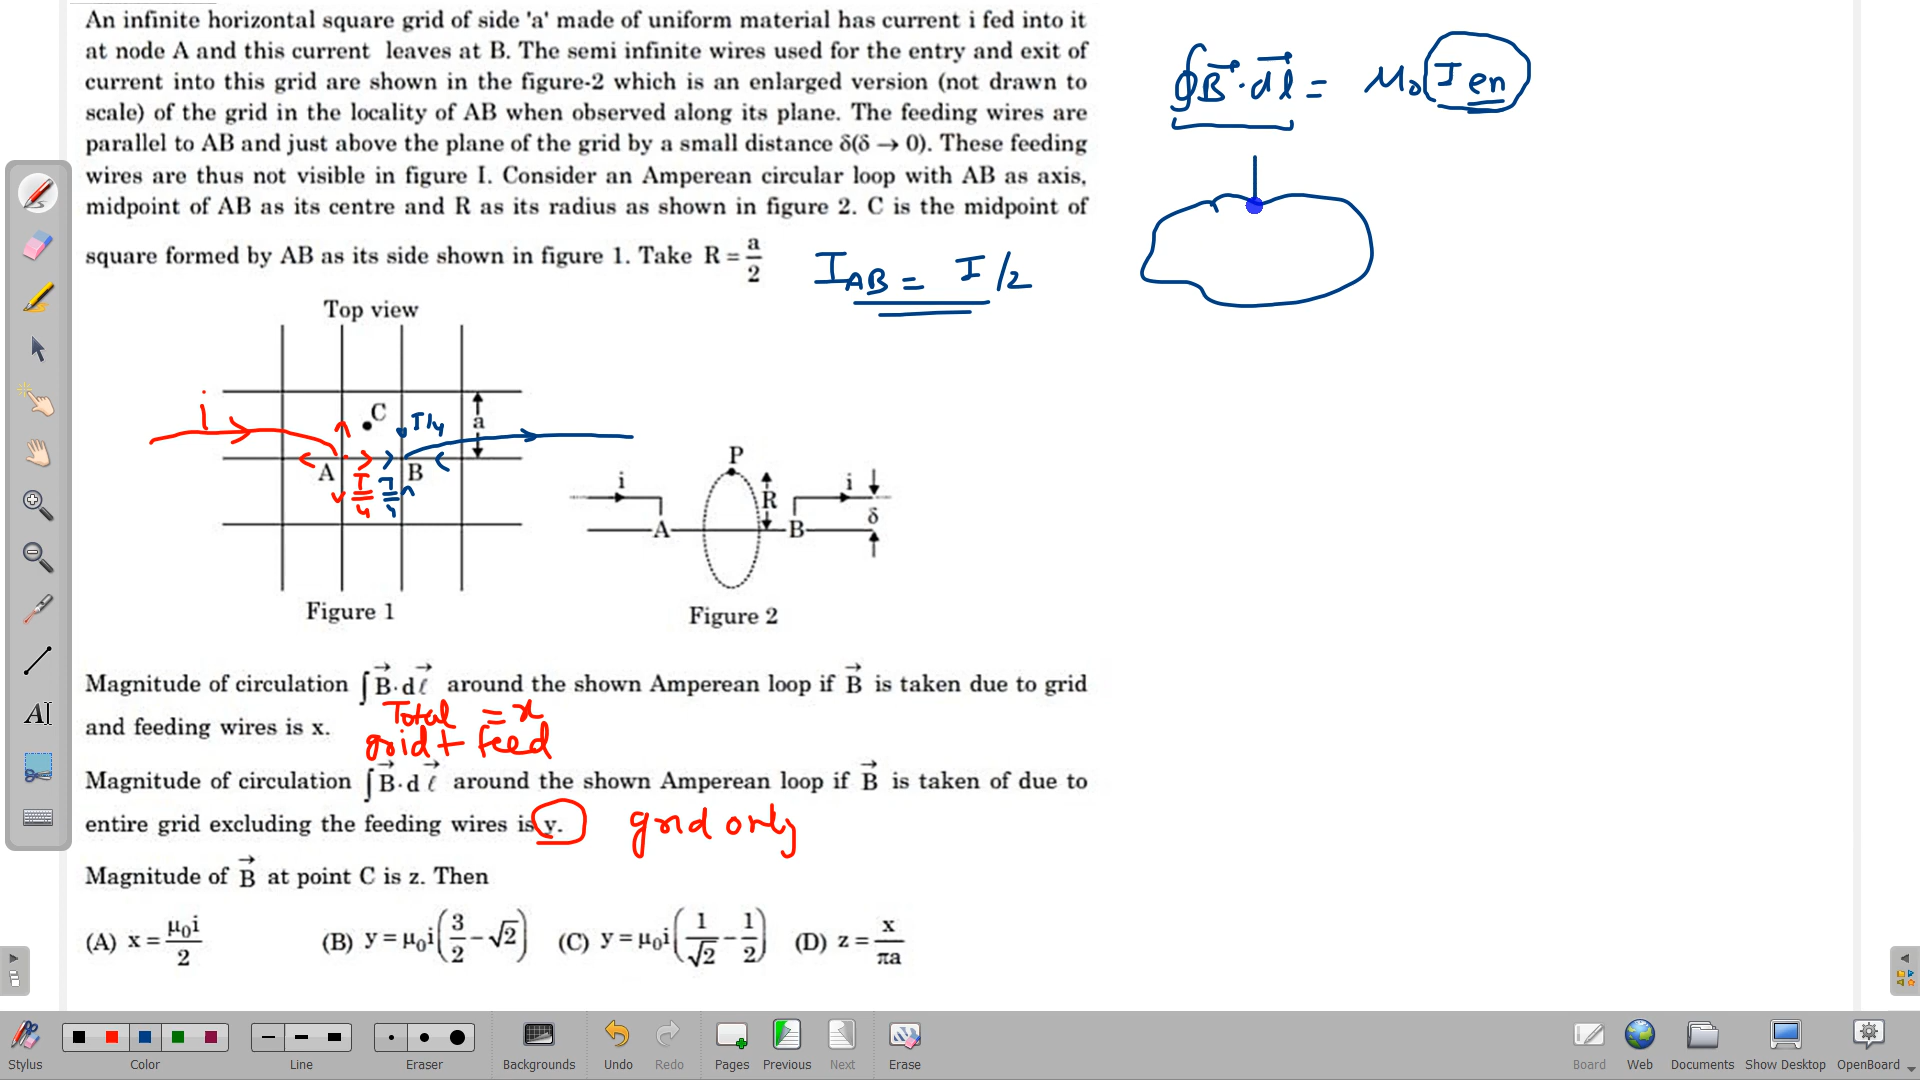 An infinite horizontal square grid of side 'a' made of uniform material has current i fed into it
at node A and this current leaves at B. The semi infinite wires used for the entry and exit of
current into this grid are shown in the figure-2 which is an enlarged version (not drawn to
scale) of the grid in the locality of AB when observed along its plane. The feeding wires are
parallel to AB and just above the plane of the grid by a small distance δ(δ → 0). These feeding
wires are thus not visible in figure I. Consider an Amperean circular loop with AB as axis,
midpoint of AB as its centre and R as its radius as shown in figure 2. C is the midpoint of
square formed by AB as its side shown in figure 1. Take R = a/2
∮B⃗·dl⃗ = μ₀ I en
I_AB = I/2
Top view
i
C
I/4
a
A
B
I/4
I/4
Figure 1
P
i
R
i
δ
A
B
Figure 2
Magnitude of circulation ∫B⃗·dℓ⃗ around the shown Amperean loop if B⃗ is taken due to grid
and feeding wires is x.
Total = x
grid + feed
Magnitude of circulation ∫B⃗·dℓ⃗ around the shown Amperean loop if B⃗ is taken of due to
entire grid excluding the feeding wires is y.
grid only
Magnitude of B⃗ at point C is z. Then
(A) x = μ₀i/2 (B) y = μ₀i(3/2 − √2) (C) y = μ₀i(1/√2 − 1/2) (D) z = x/πa
Stylus
Color
Line
Eraser
Backgrounds
Undo
Redo
Pages
Previous
Next
Erase
Board
Web
Documents
Show Desktop
OpenBoard